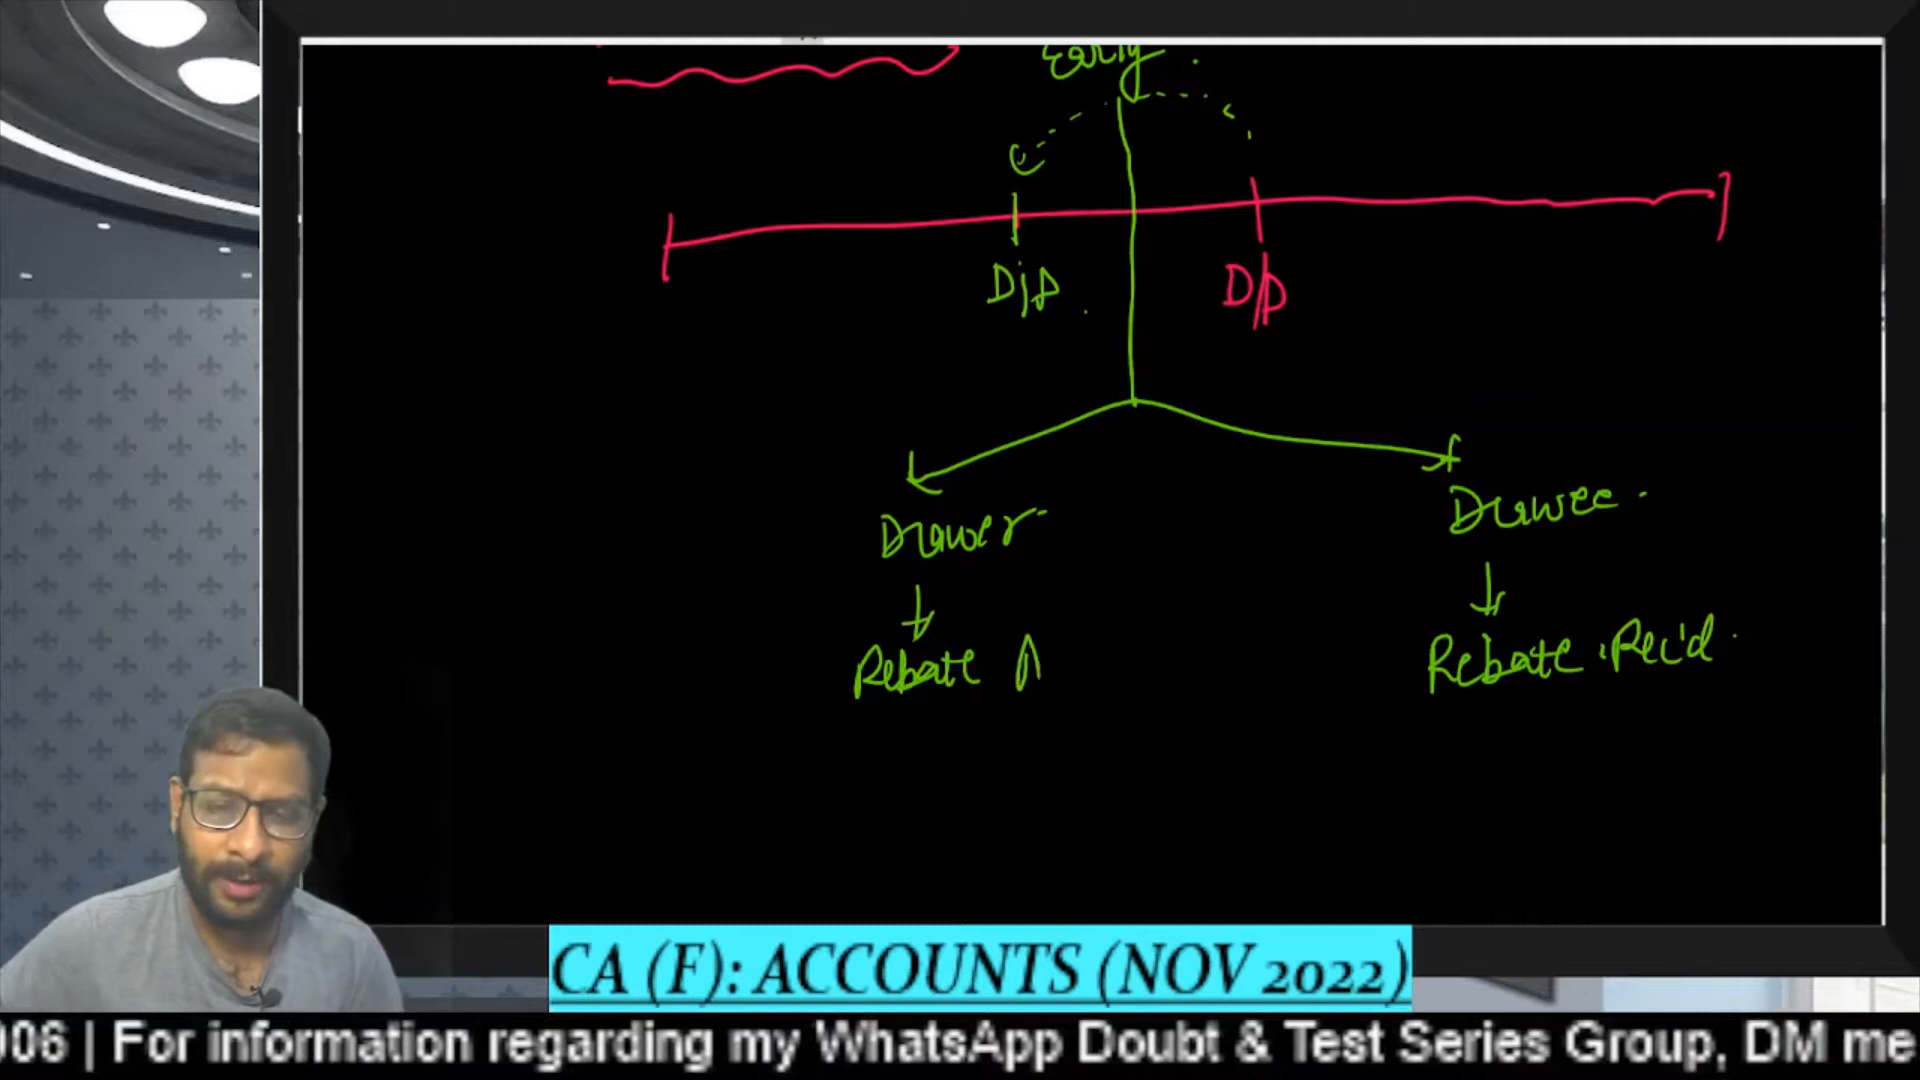 Early.
D/D.
D/D
Drawer
Drawee.
Rebate
Rebate Rec'd.
CA (F): ACCOUNTS (NOV 2022)
006 | For information regarding my WhatsApp Doubt & Test Series Group, DM me